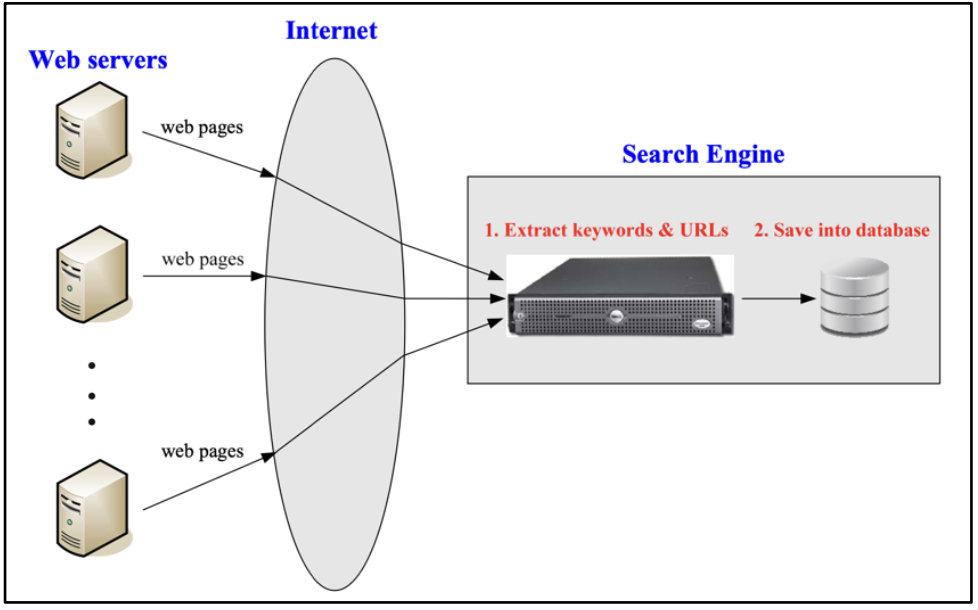 Internet
Web servers
web pages
Search Engine
1. Extract keywords & URLs
2. Save into database
web pages
web pages